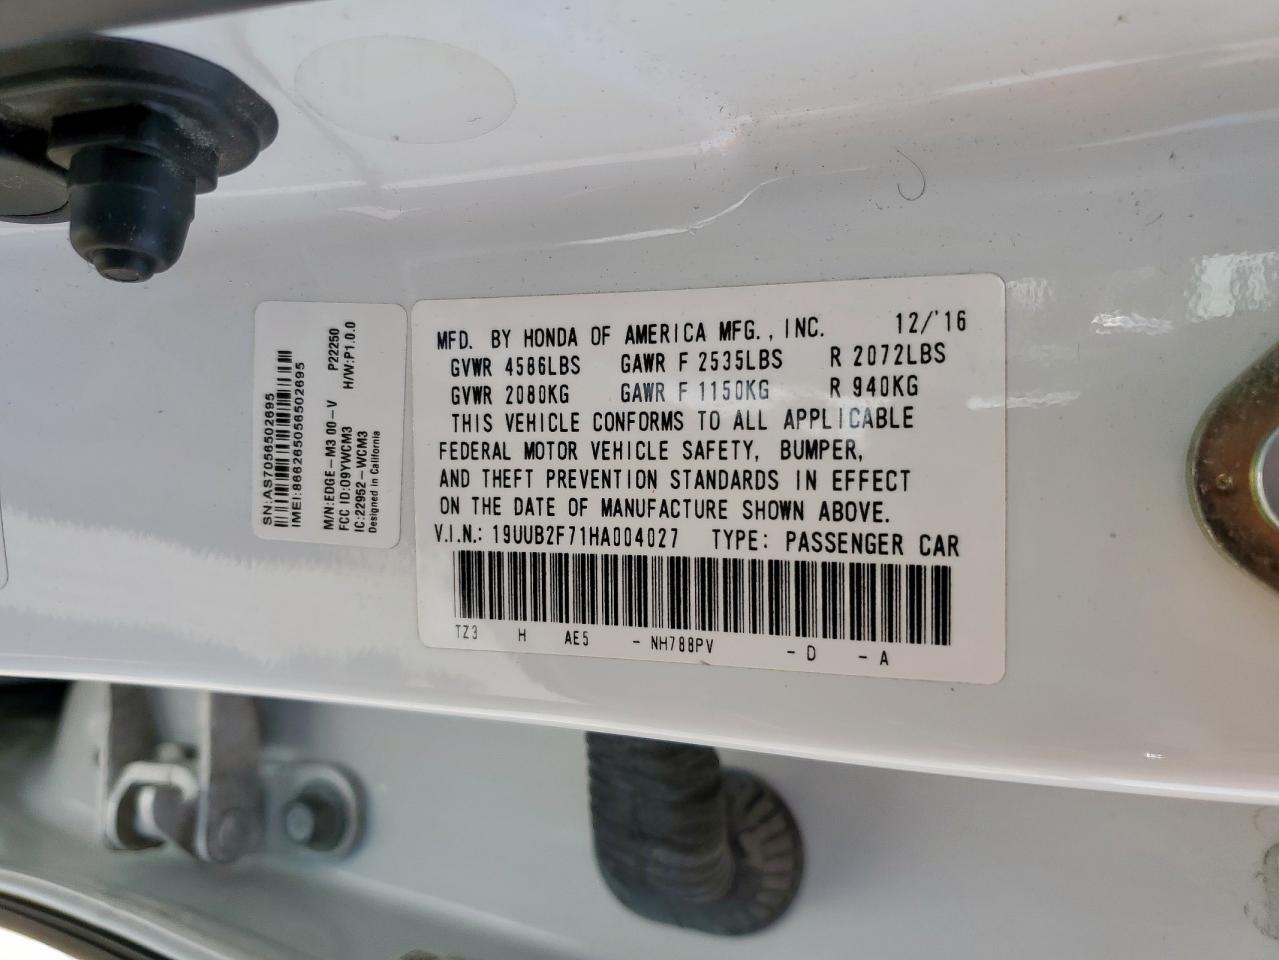 SN:AS7056502695
IMEI:866265056502695
M/N:EDGE-M3 00-V P22250
FCC ID:09YWCM3 H/W:P1.0.0
IC:22952-WCM3
Designed in California
MFD. BY HONDA OF AMERICA MFG., INC. 12/'16
GVWR 4586LBS GAWR F 2535LBS R 2072LBS
GVWR 2080KG GAWR F 1150KG R 940KG
THIS VEHICLE CONFORMS TO ALL APPLICABLE
FEDERAL MOTOR VEHICLE SAFETY, BUMPER,
AND THEFT PREVENTION STANDARDS IN EFFECT
ON THE DATE OF MANUFACTURE SHOWN ABOVE.
V.I.N.: 19UUB2F71HA004027 TYPE: PASSENGER CAR
TZ3 H AE5 - NH788PV - D - A